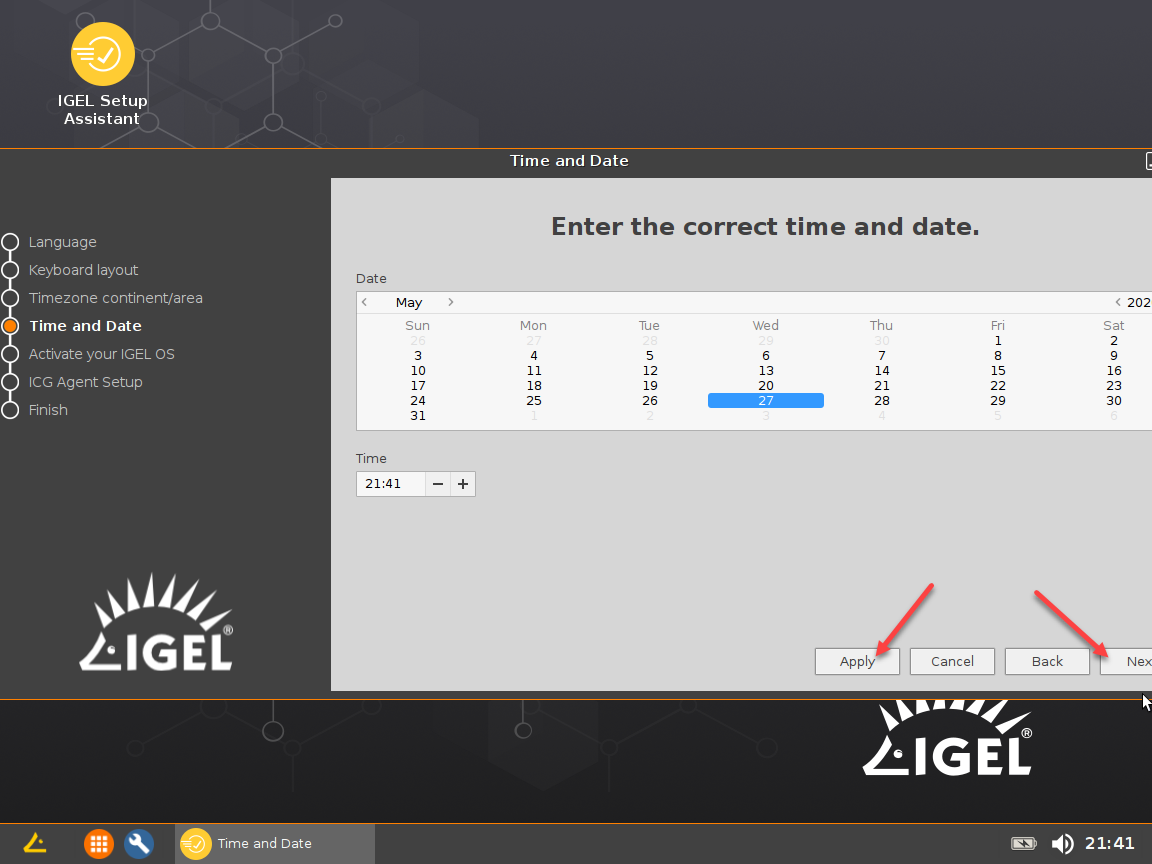 IGEL Setup
Assistant
Time and Date
Language
Keyboard layout
Timezone continent/area
Time and Date
Activate your IGEL OS
ICG Agent Setup
Finish
IGEL®
Enter the correct time and date.
Date
< May > < 202
Sun Mon Tue Wed Thu Fri Sat
26 27 28 29 30 1 2
3 4 5 6 7 8 9
10 11 12 13 14 15 16
17 18 19 20 21 22 23
24 25 26 27 28 29 30
31 1 2 3 4 5 6
Time
21:41 − +
Apply Cancel Back Nex
IGEL®
Time and Date 21:41